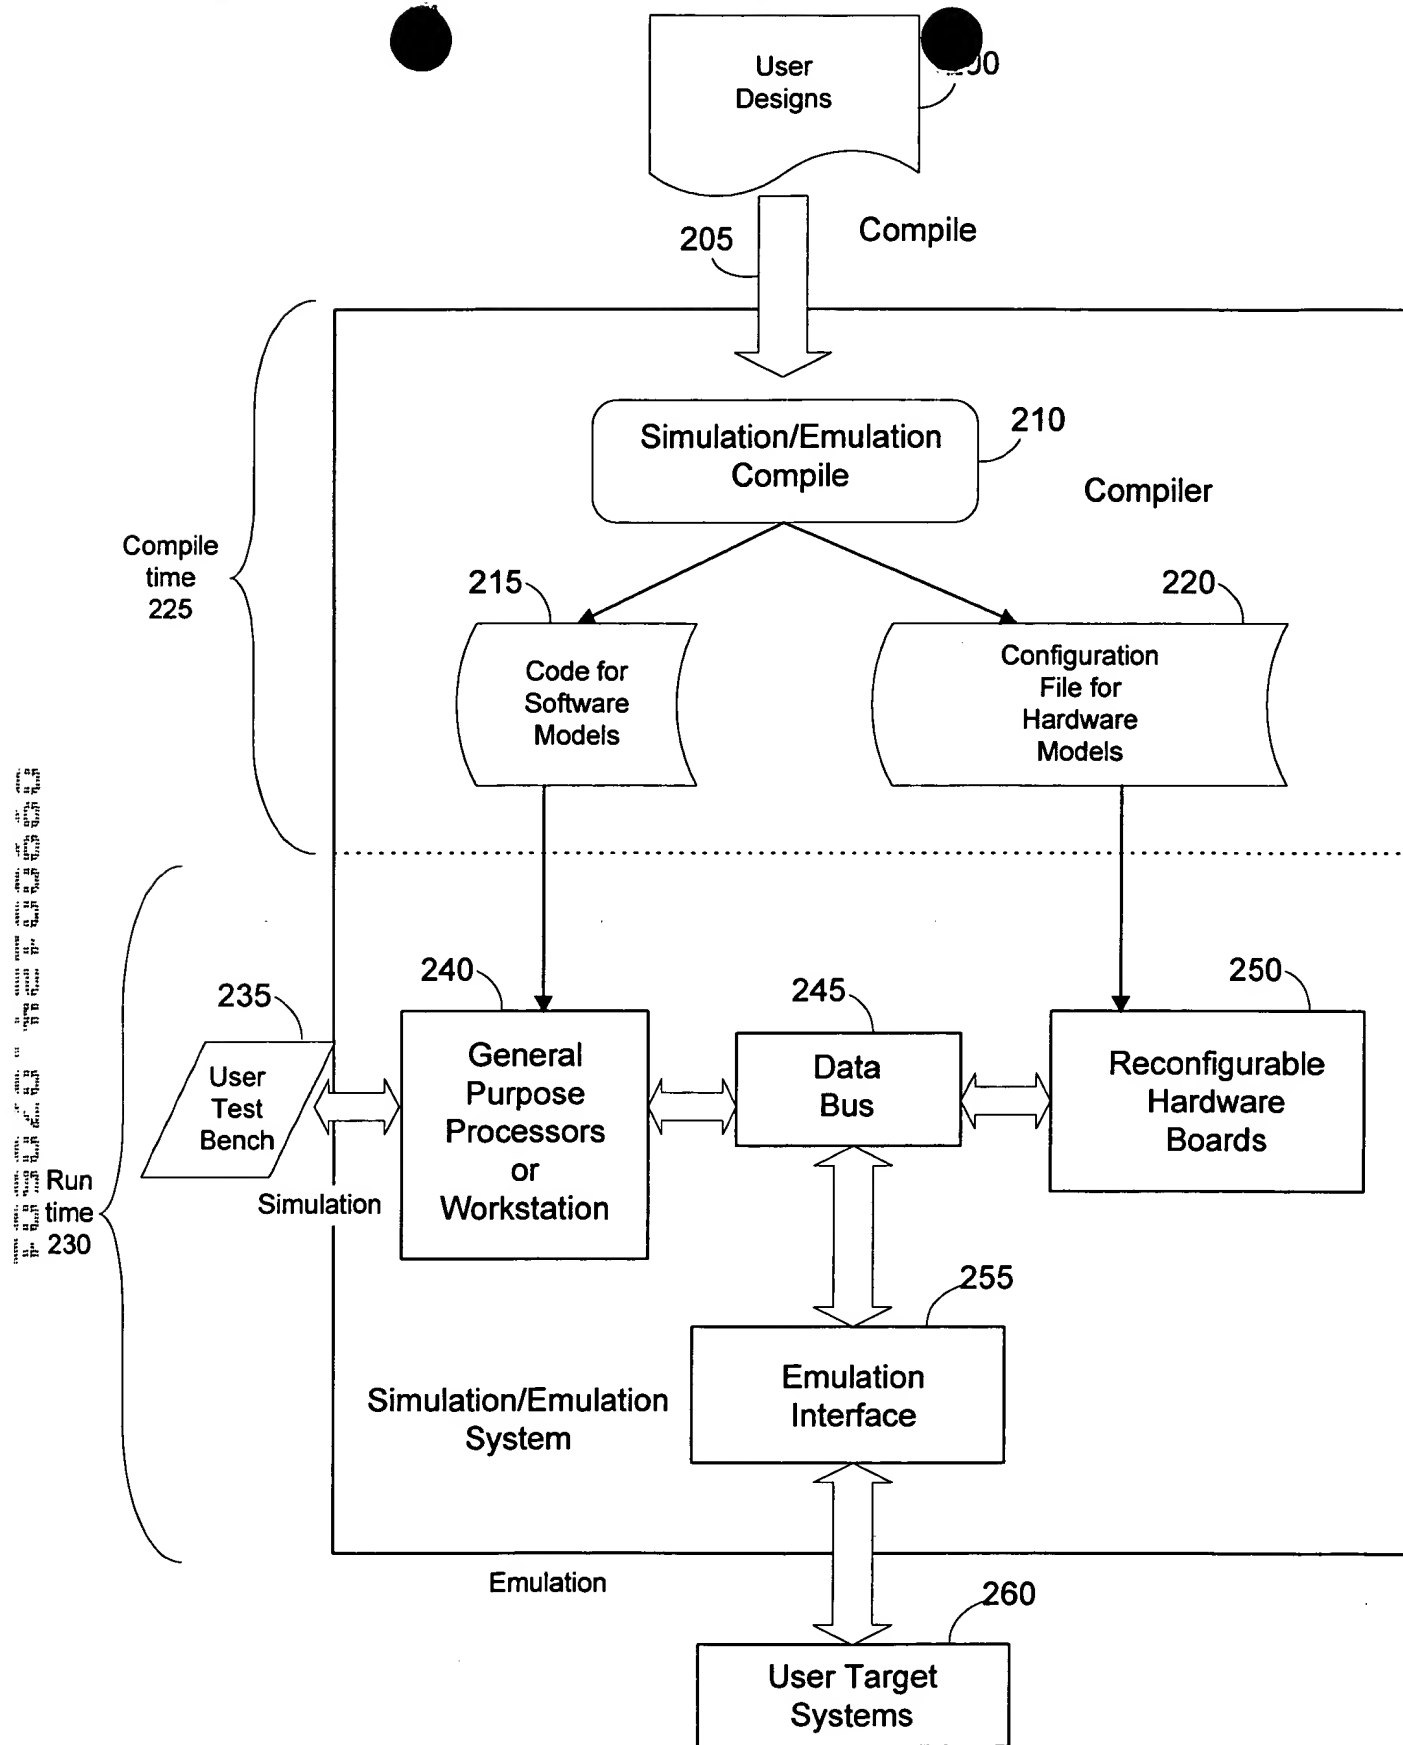 User
Designs
205
Compile
Simulation/Emulation
Compile
210
Compiler
Compile
time
225
215
220
Code for
Software
Models
Configuration
File for
Hardware
Models
240
245
250
235
User
Test
Bench
General
Purpose
Processors
or
Workstation
Data
Bus
Reconfigurable
Hardware
Boards
Simulation
Run
time
230
255
Emulation
Interface
Simulation/Emulation
System
Emulation
260
User Target
Systems